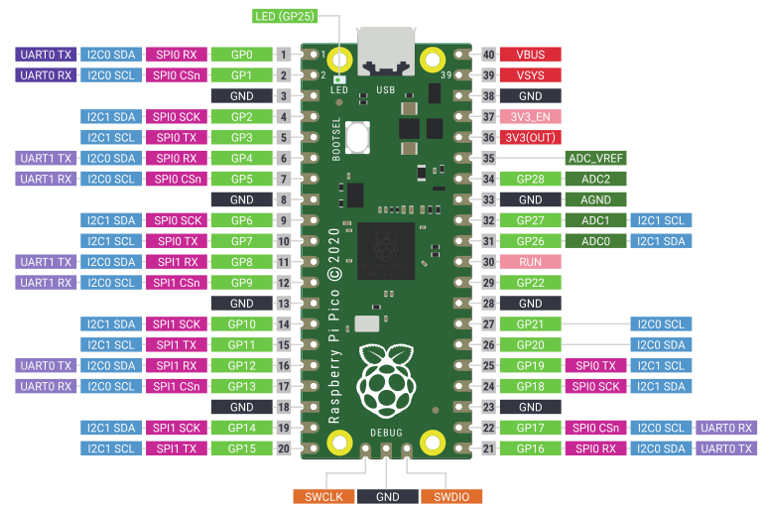 LED (GP25)
UART0 TX I2C0 SDA SPI0 RX GP0 1 1 40 VBUS
UART0 RX I2C0 SCL SPI0 CSn GP1 2 2 LED USB 39 39 VSYS
GND 3 38 GND
I2C1 SDA SPI0 SCK GP2 4 37 3V3_EN
I2C1 SCL SPI0 TX GP3 5 BOOTSEL 36 3V3(OUT)
UART1 TX I2C0 SDA SPI0 RX GP4 6 35 ADC_VREF
UART1 RX I2C0 SCL SPI0 CSn GP5 7 34 GP28 ADC2
GND 8 33 GND AGND
I2C1 SDA SPI0 SCK GP6 9 32 GP27 ADC1 I2C1 SCL
I2C1 SCL SPI0 TX GP7 10 31 GP26 ADC0 I2C1 SDA
UART1 TX I2C0 SDA SPI1 RX GP8 11 30 RUN
UART1 RX I2C0 SCL SPI1 CSn GP9 12 29 GP22
GND 13 28 GND
I2C1 SDA SPI1 SCK GP10 14 27 GP21 I2C0 SCL
I2C1 SCL SPI1 TX GP11 15 26 GP20 I2C0 SDA
UART0 TX I2C0 SDA SPI1 RX GP12 16 25 GP19 SPI0 TX I2C1 SCL
UART0 RX I2C0 SCL SPI1 CSn GP13 17 24 GP18 SPI0 SCK I2C1 SDA
GND 18 23 GND
I2C1 SDA SPI1 SCK GP14 19 22 GP17 SPI0 CSn I2C0 SCL UART0 RX
I2C1 SCL SPI1 TX GP15 20 21 GP16 SPI0 RX I2C0 SDA UART0 TX
Raspberry Pi Pico © 2020
DEBUG
SWCLK GND SWDIO